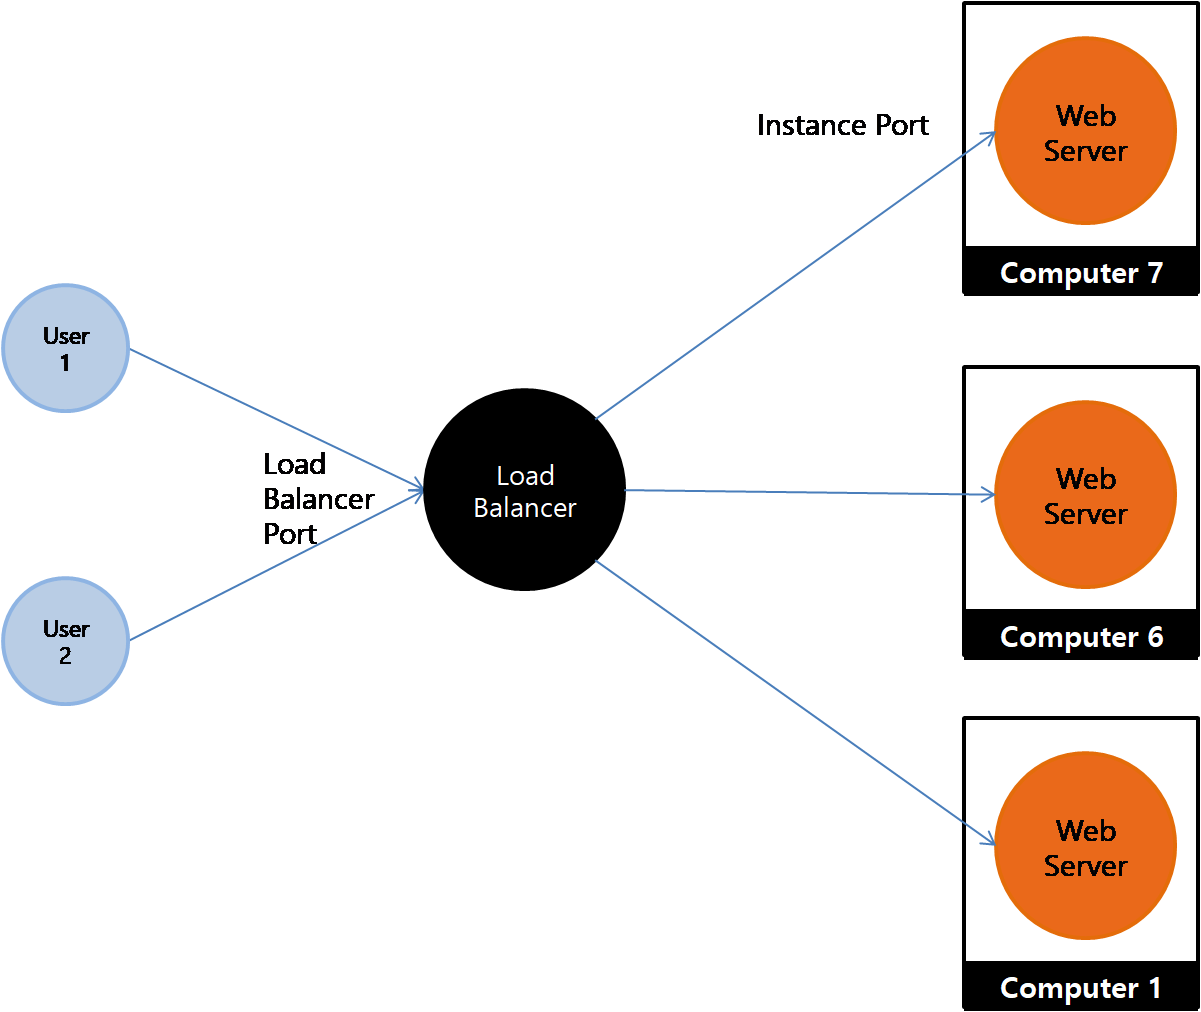 User
1
User
2
Load
Balancer
Port
Load
Balancer
Instance Port
Web
Server
Computer 7
Web
Server
Computer 6
Web
Server
Computer 1